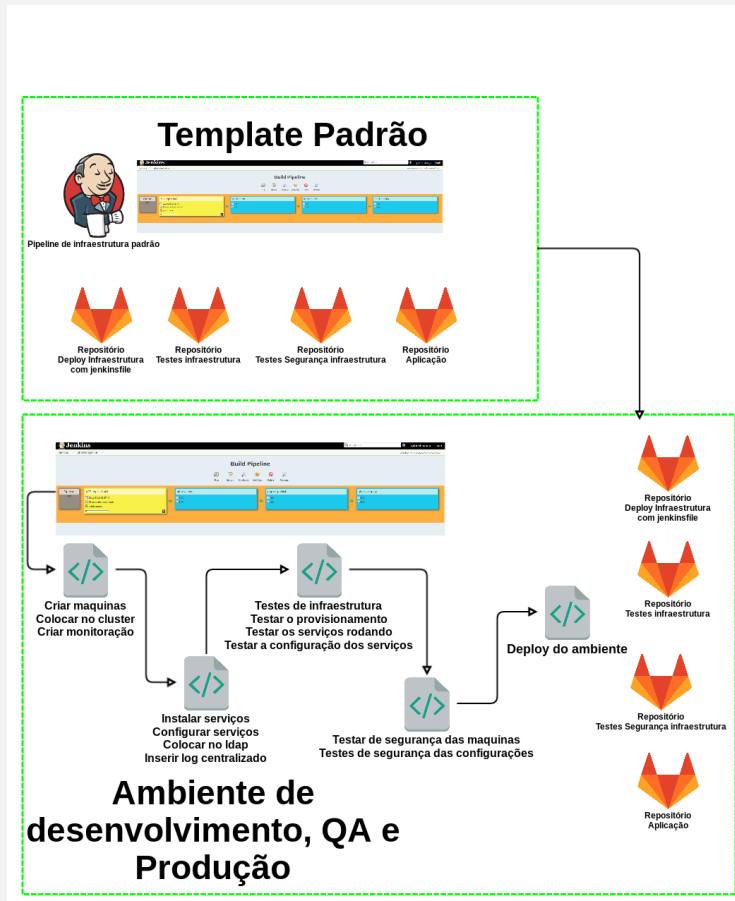 Template Padrão
Jenkins
Build Pipeline
Pipeline de infraestrutura padrão
Repositório
Deploy Infraestrutura
com jenkinsfile
Repositório
Testes infraestrutura
Repositório
Testes Segurança infraestrutura
Repositório
Aplicação
Jenkins
Build Pipeline
Repositório
Deploy Infraestrutura
com jenkinsfile
Criar maquinas
Colocar no cluster
Criar monitoração
Testes de infraestrutura
Testar o provisionamento
Testar os serviços rodando
Testar a configuração dos serviços
Repositório
Testes infraestrutura
Deploy do ambiente
Instalar serviços
Configurar serviços
Colocar no ldap
Inserir log centralizado
Testar de segurança das maquinas
Testes de segurança das configurações
Repositório
Testes Segurança infraestrutura
Ambiente de
desenvolvimento, QA e
Produção
Repositório
Aplicação